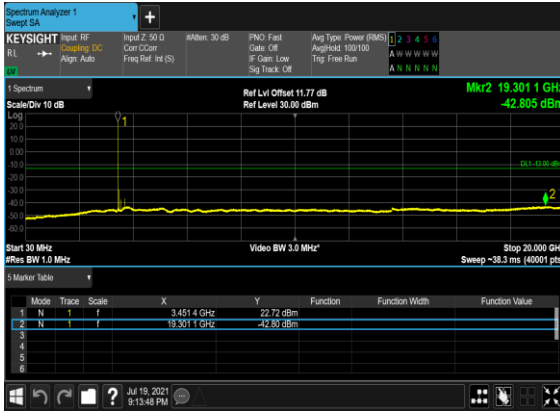 Spectrum Analyzer 1
Swept SA
+
KEYSIGHT Input: RF Input Z: 50 Ω #Atten: 30 dB PNO: Fast Avg Type: Power (RMS) 1 2 3 4 5 6
RL Coupling: DC Corr CCorr Gate: Off Avg|Hold: 100/100 A W W W W W
Align: Auto Freq Ref: Int (S) IF Gain: Low Trig: Free Run
Sig Track: Off A N N N N N
1 Spectrum Ref Lvl Offset 11.77 dB Mkr2 19.301 1 GHz
Scale/Div 10 dB Ref Level 30.00 dBm -42.805 dBm
Log
1
20.0
10.0
0.00
-10.0
DL1 -13.00 dBm
-20.0
-30.0
-40.0
2
-50.0
-60.0
Start 30 MHz Video BW 3.0 MHz* Stop 20.000 GH
#Res BW 1.0 MHz Sweep ~38.3 ms (40001 pts
5 Marker Table
Mode Trace Scale X Y Function Function Width Function Value
1 N 1 f 3.451 4 GHz 22.72 dBm
2 N 1 f 19.301 1 GHz -42.80 dBm
3
4
5
6
? Jul 19, 2021
9:13:48 PM